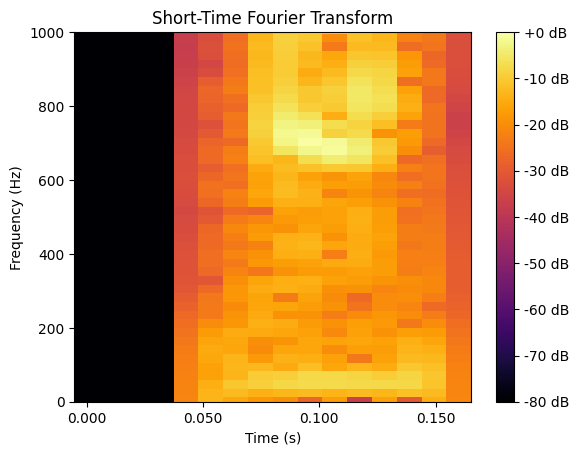 Short-Time Fourier Transform
1000
800
600
400
200
0
Frequency (Hz)
0.000
0.050
0.100
0.150
Time (s)
+0 dB
-10 dB
-20 dB
-30 dB
-40 dB
-50 dB
-60 dB
-70 dB
-80 dB